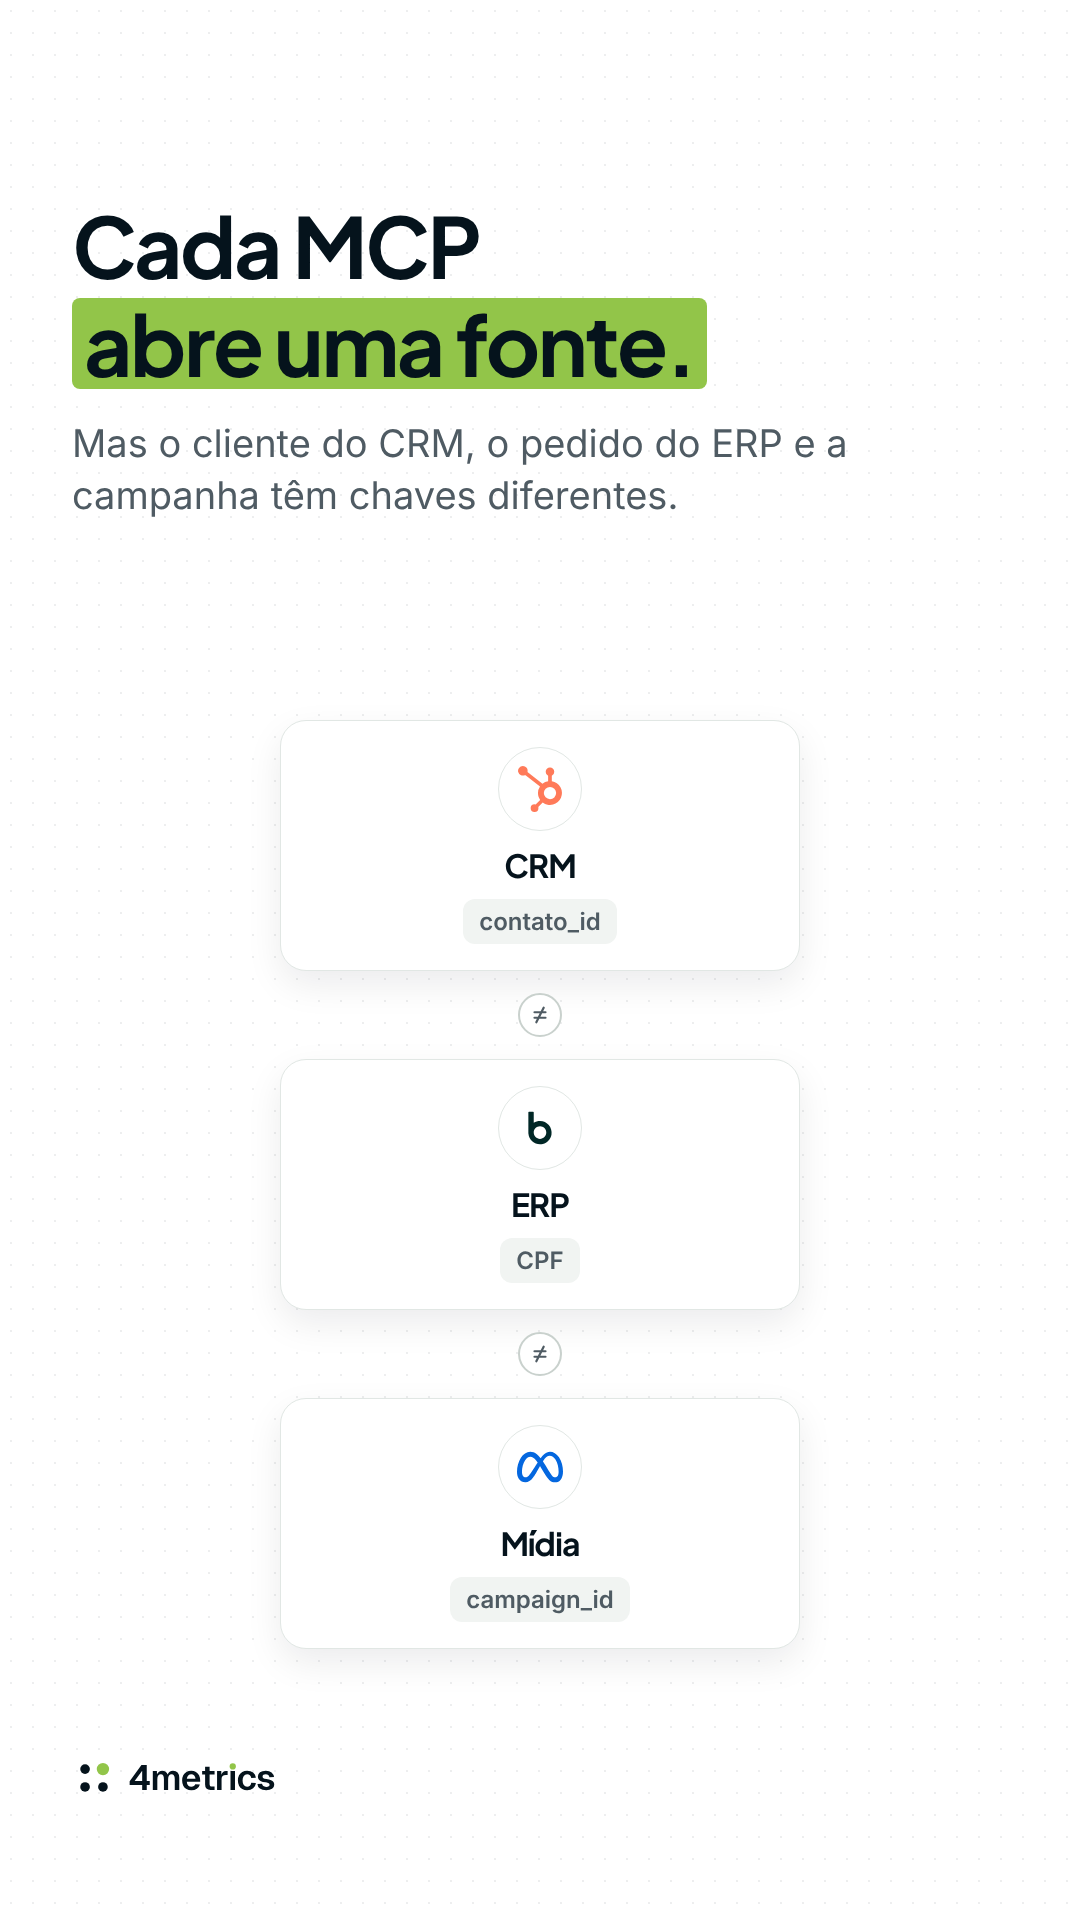 Cada MCP
abre uma fonte.
Mas o cliente do CRM, o pedido do ERP e a
campanha têm chaves diferentes.
CRM
contato_id
≠
ERP
CPF
≠
Mídia
campaign_id
4metrics